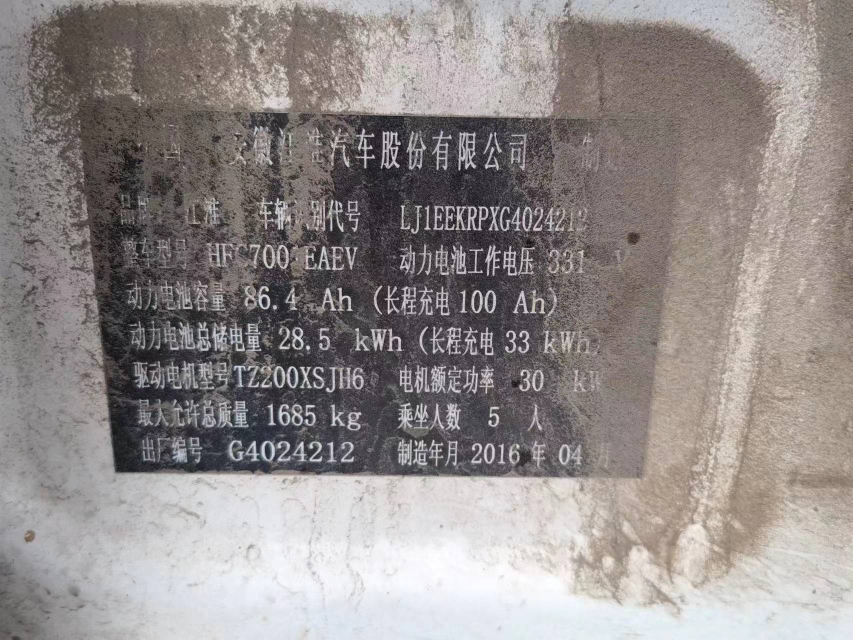 安徽江淮汽车股份有限公司 制
品牌 江淮 车辆识别代号 LJ1EEKRPXG4024212
整车型号 HFC7001EAEV 动力电池工作电压 331 V
动力电池容量 86.4 Ah (长程充电 100 Ah)
动力电池总储电量 28.5 kWh (长程充电 33 kWh)
驱动电机型号 TZ200XSJH6 电机额定功率 30 kW
最大允许总质量 1685 kg 乘坐人数 5 人
出厂编号 G4024212 制造年月 2016 年 04 月